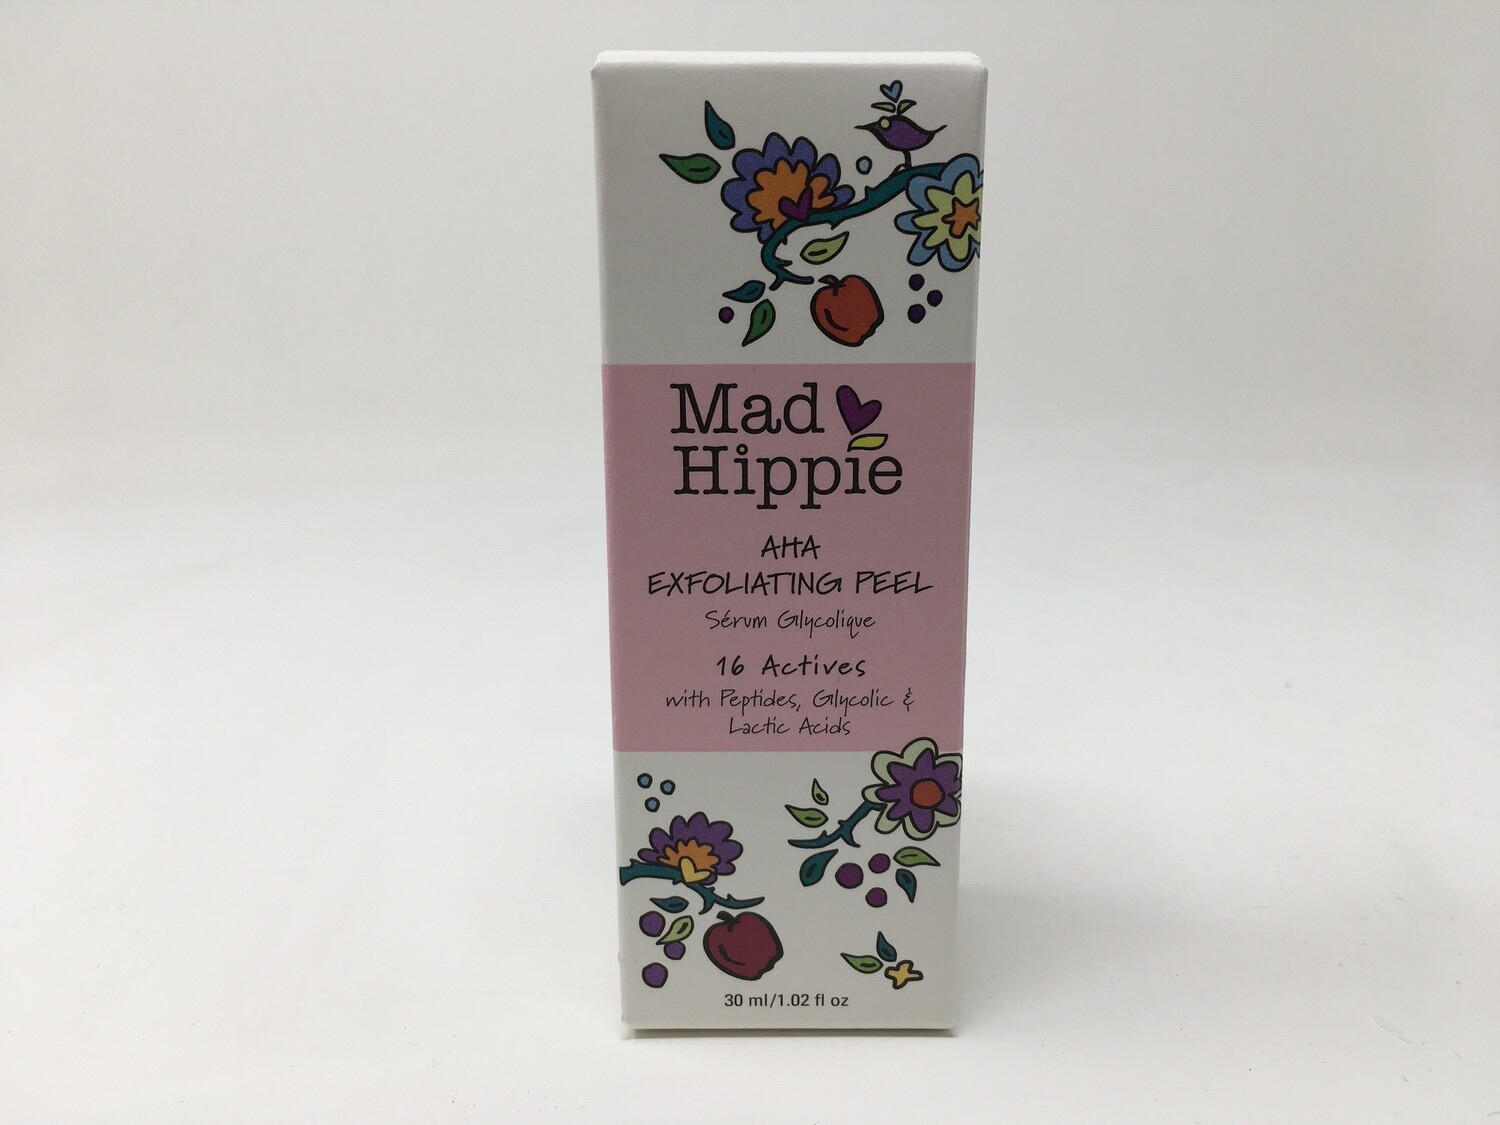 Mad
Hippie
AHA
EXFOLIATING PEEL
Sérum Glycolique
16 Actives
with Peptides, Glycolic &
Lactic Acids
30 ml/1.02 fl oz